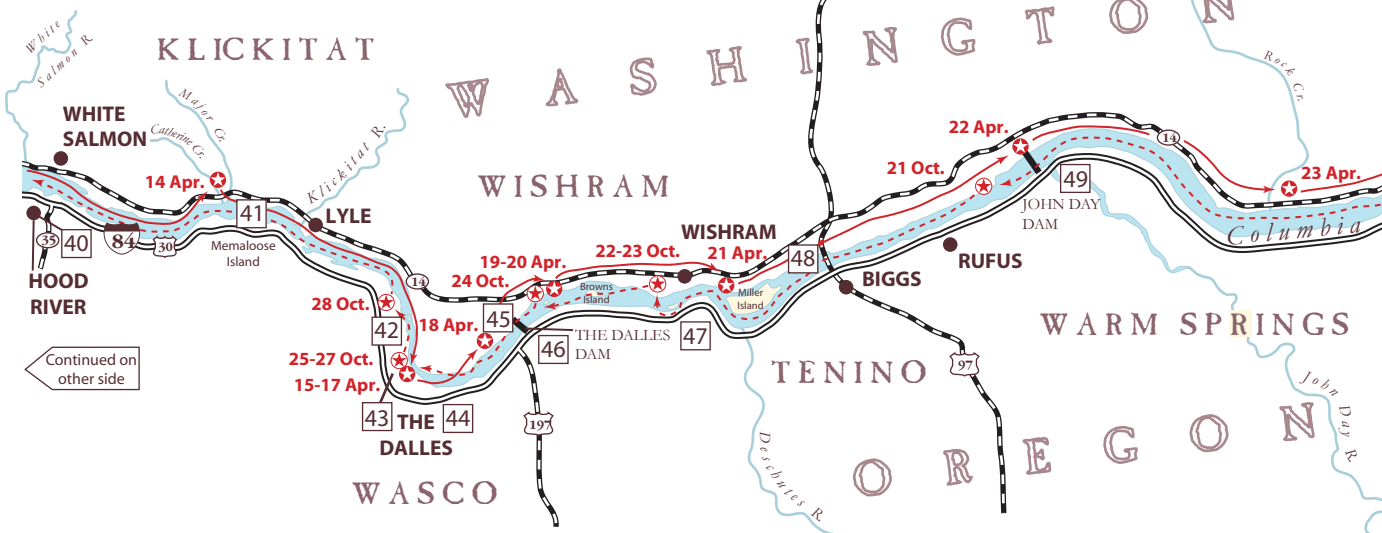 White
Salmon R.
KLICKITAT
WASHINGTON
WHITE
SALMON
Major Cr.
Catherine Cr.
Klickitat R.
Rock Cr.
14 Apr.
41
LYLE
WISHRAM
22 Apr.
14
21 Oct.
23 Apr.
49
JOHN DAY
DAM
Columbia
35
40
84
30
Memaloose
Island
HOOD
RIVER
WISHRAM
22-23 Oct.
21 Apr.
19-20 Apr.
24 Oct.
14
48
RUFUS
BIGGS
Browns
Island
Miller
Island
28 Oct.
42
18 Apr.
45
46
THE DALLES
DAM
47
WARM SPRINGS
Continued on
other side
25-27 Oct.
15-17 Apr.
TENINO
97
John Day R.
43
THE
DALLES
44
197
Deschutes R.
OREGON
WASCO